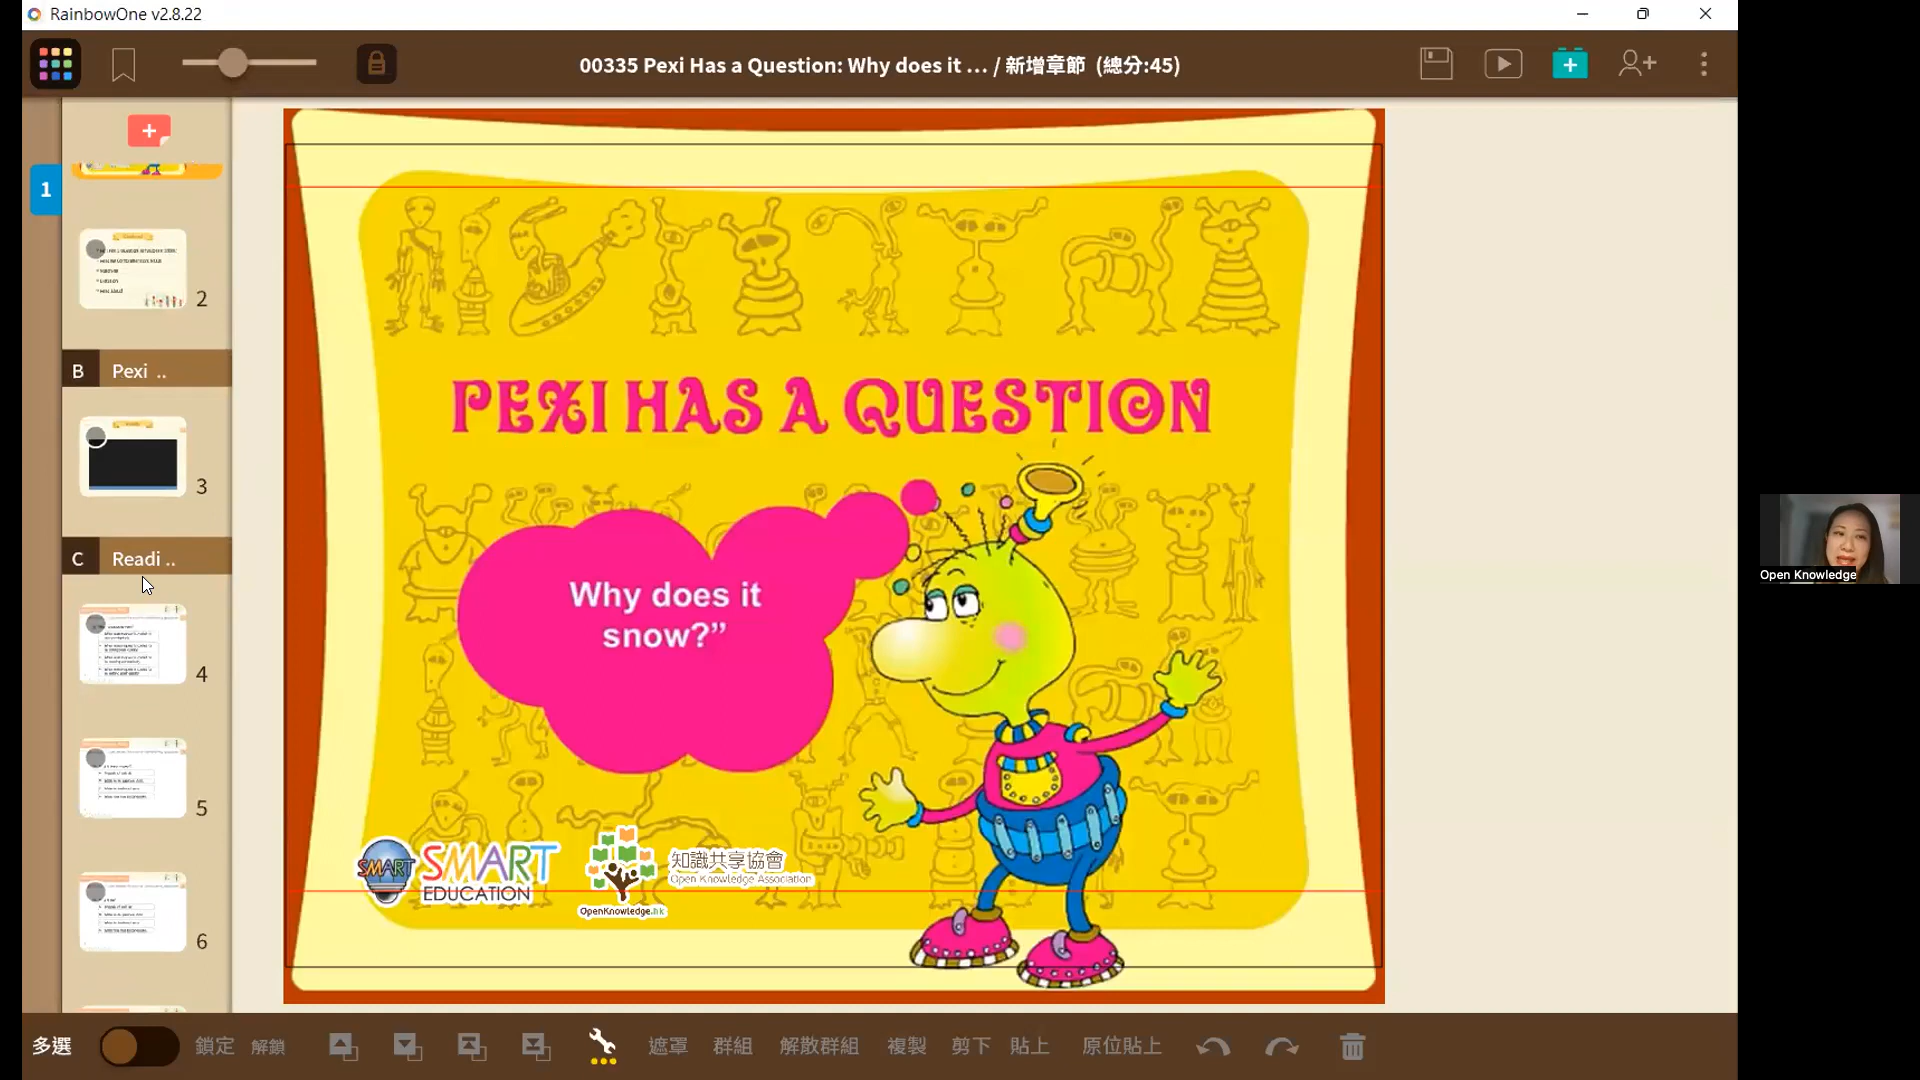 RainbowOne v2.8.22
00335 Pexi Has a Question: Why does it ... / 新增章節 (總分:45)
1
2
B Pexi ..
3
C Readi ..
4
5
6
PEXI HAS A QUESTION
Why does it
snow?”
SMART SMART
EDUCATION
知識共享協會
Open Knowledge Association
OpenKnowledge.hk
Open Knowledge
多選 鎖定 解鎖 遮罩 群組 解散群組 複製 剪下 貼上 原位貼上